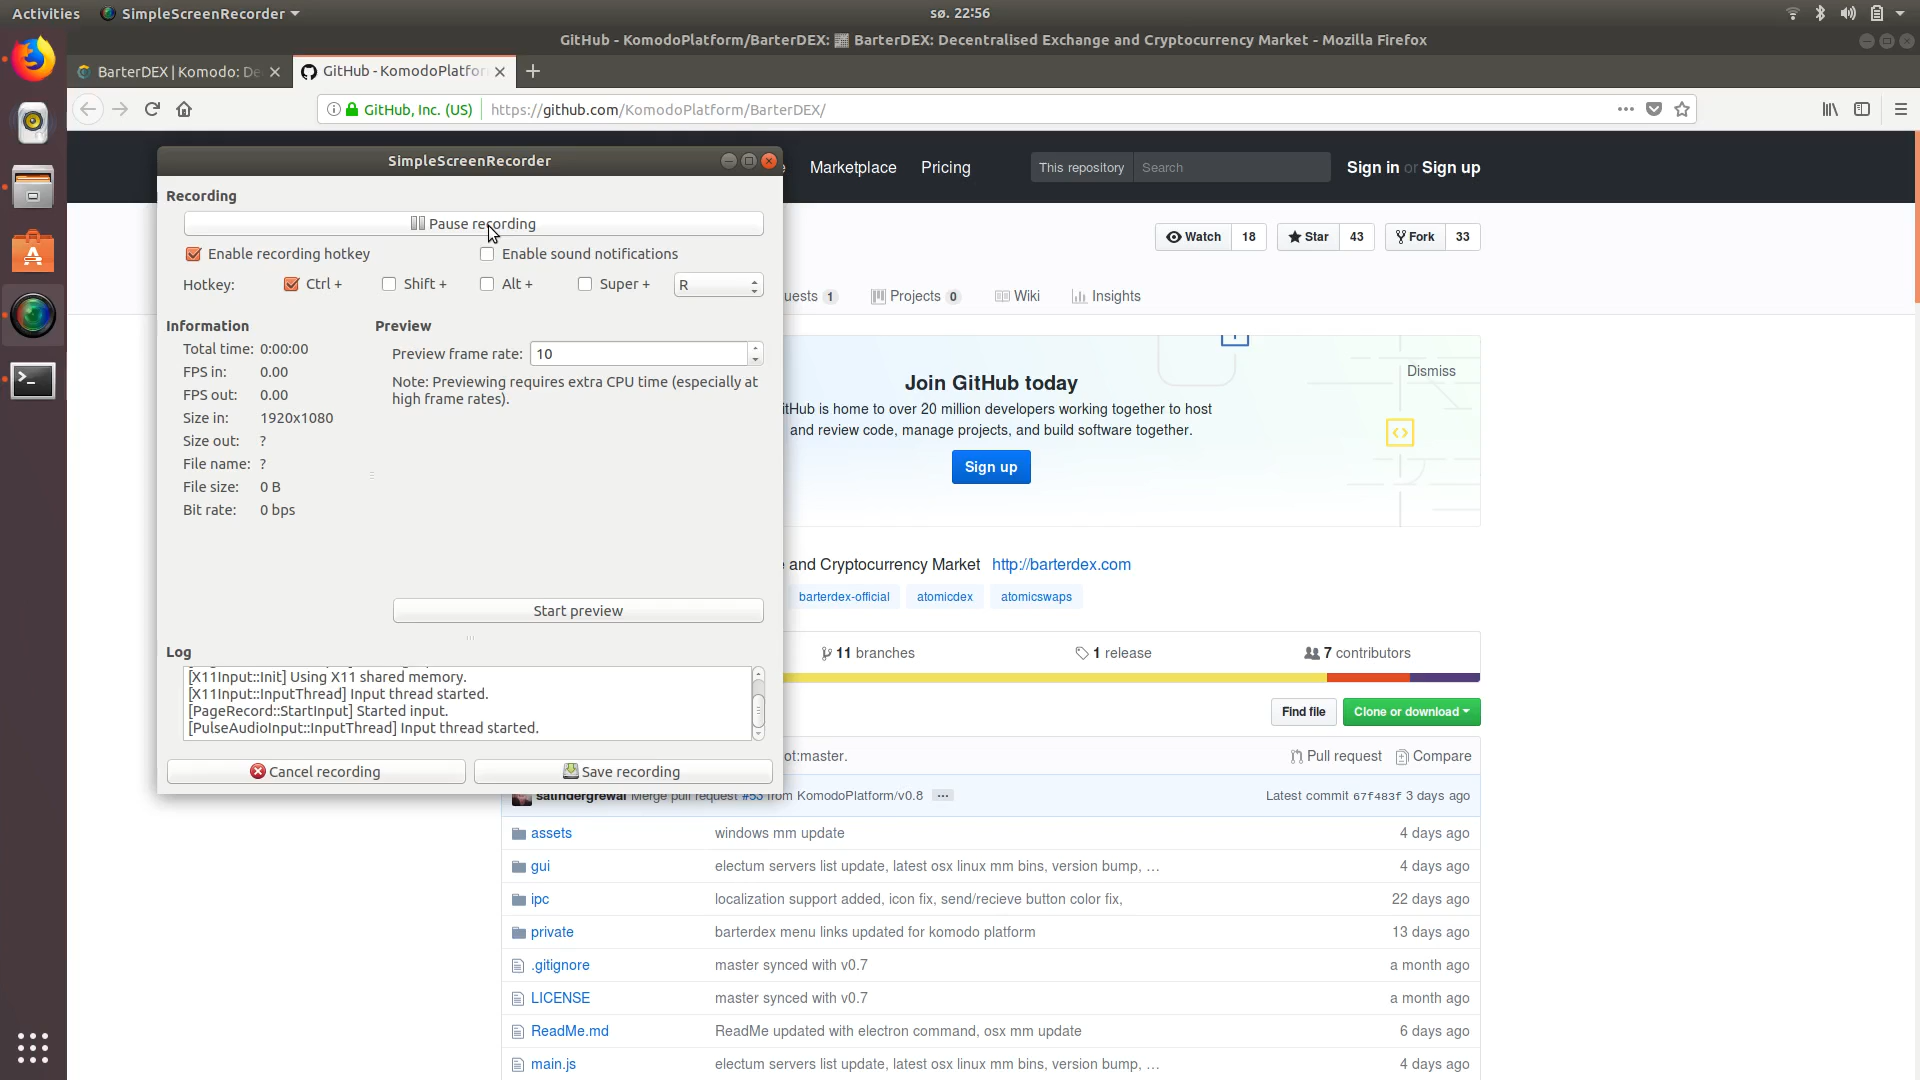 Activities
SimpleScreenRecorder
sø. 22:56
GitHub - KomodoPlatform/BarterDEX: BarterDEX: Decentralised Exchange and Cryptocurrency Market - Mozilla Firefox
BarterDEX | Komodo: De
GitHub - KomodoPlatfor
GitHub, Inc. (US)
https://github.com/KomodoPlatform/BarterDEX/
Marketplace
Pricing
This repository
Search
Sign in or Sign up
SimpleScreenRecorder
Recording
Pause recording
Enable recording hotkey
Enable sound notifications
Hotkey:
Ctrl +
Shift +
Alt +
Super +
R
Information
Total time: 0:00:00
FPS in: 0.00
FPS out: 0.00
Size in: 1920x1080
Size out: ?
File name: ?
File size: 0 B
Bit rate: 0 bps
Preview
Preview frame rate: 10
Note: Previewing requires extra CPU time (especially at
high frame rates).
Start preview
Log
[X11Input::Init] Using X11 shared memory.
[X11Input::InputThread] Input thread started.
[PageRecord::StartInput] Started input.
[PulseAudioInput::InputThread] Input thread started.
Cancel recording
Save recording
Watch 18
Star 43
Fork 33
uests 1
Projects 0
Wiki
Insights
Join GitHub today
Dismiss
itHub is home to over 20 million developers working together to host
and review code, manage projects, and build software together.
Sign up
e and Cryptocurrency Market http://barterdex.com
barterdex-official
atomicdex
atomicswaps
11 branches
1 release
7 contributors
Find file
Clone or download
ot:master.
Pull request
Compare
satindergrewal Merge pull request #53 from KomodoPlatform/v0.8 ...
Latest commit 67f483f 3 days ago
assets windows mm update 4 days ago
gui electum servers list update, latest osx linux mm bins, version bump, … 4 days ago
ipc localization support added, icon fix, send/recieve button color fix, 22 days ago
private barterdex menu links updated for komodo platform 13 days ago
.gitignore master synced with v0.7 a month ago
LICENSE master synced with v0.7 a month ago
ReadMe.md ReadMe updated with electron command, osx mm update 6 days ago
main.js electum servers list update, latest osx linux mm bins, version bump, … 4 days ago